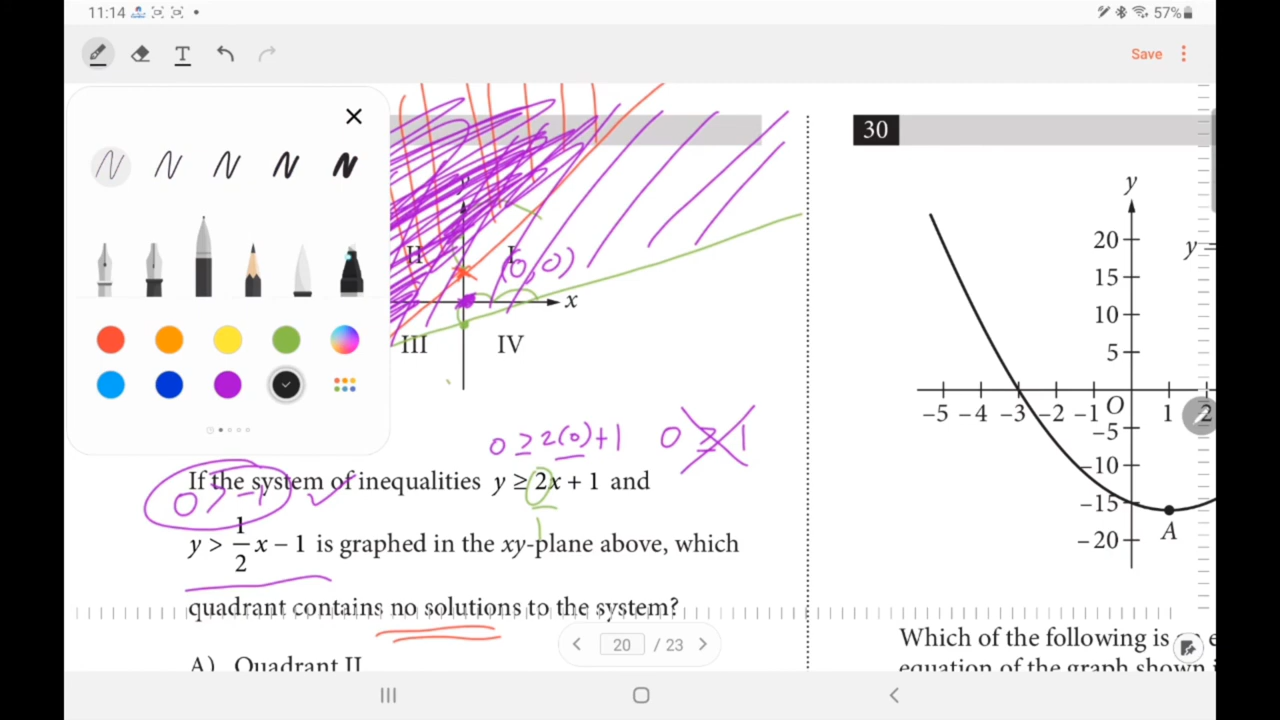 11:14
57%
T
Save
30
y
II
I
(0,0)
x
III
IV
y
20
15
10
5
-5 -4 -3 -2 -1 O 1 2
-5
-10
-15
-20
A
y=
0 ≥ 2(0)+1 0 ≥ 1
If the system of inequalities y ≥ 2x + 1 and
0 > -1
1
y > 1/2 x − 1 is graphed in the xy-plane above, which
quadrant contains no solutions to the system?
20 / 23
A) Quadrant II
Which of the following is
equation of the graph shown